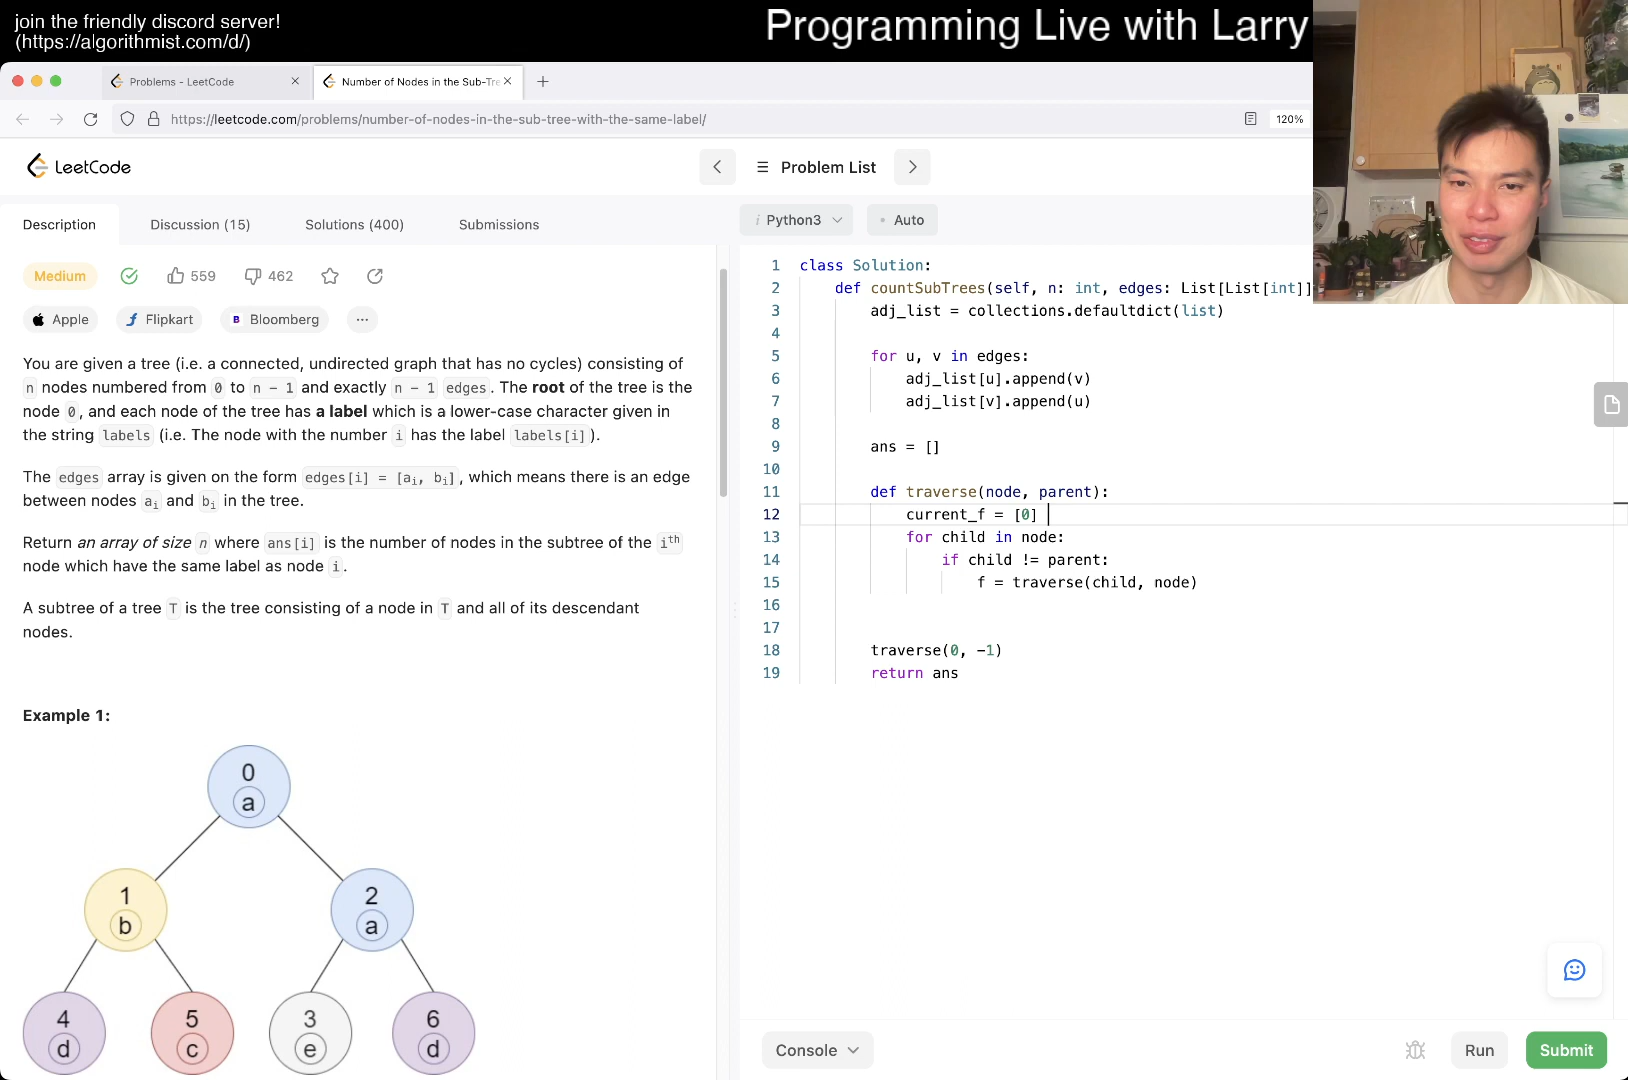 join the friendly discord server!
(https://algorithmist.com/d/)
Programming Live with Larry
Problems - LeetCode
Number of Nodes in the Sub-Tre
https://leetcode.com/problems/number-of-nodes-in-the-sub-tree-with-the-same-label/
120%
LeetCode
Problem List
Description
Discussion (15)
Solutions (400)
Submissions
i Python3
Auto
Medium
559
462
Apple
Flipkart
B Bloomberg
...
You are given a tree (i.e. a connected, undirected graph that has no cycles) consisting of
n nodes numbered from 0 to n - 1 and exactly n - 1 edges. The root of the tree is the
node 0, and each node of the tree has a label which is a lower-case character given in
the string labels (i.e. The node with the number i has the label labels[i]).
The edges array is given on the form edges[i] = [ai, bi], which means there is an edge
between nodes ai and bi in the tree.
Return an array of size n where ans[i] is the number of nodes in the subtree of the ith
node which have the same label as node i.
A subtree of a tree T is the tree consisting of a node in T and all of its descendant
nodes.
Example 1:
0
a
1
b
2
a
4
d
5
c
3
e
6
d
1 class Solution:
2 def countSubTrees(self, n: int, edges: List[List[int]]
3 adj_list = collections.defaultdict(list)
4
5 for u, v in edges:
6 adj_list[u].append(v)
7 adj_list[v].append(u)
8
9 ans = []
10
11 def traverse(node, parent):
12 current_f = [0]
13 for child in node:
14 if child != parent:
15 f = traverse(child, node)
16
17
18 traverse(0, -1)
19 return ans
Console
Run
Submit